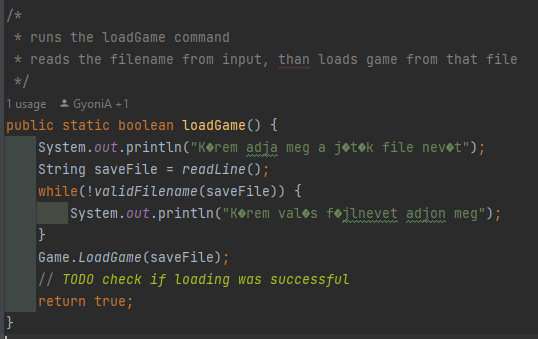 /*
 * runs the loadGame command
 * reads the filename from input, than loads game from that file
 */
1 usage GyoniA +1
public static boolean loadGame() {
    System.out.println("K�rem adja meg a j�t�k file nev�t");
    String saveFile = readLine();
    while(!validFilename(saveFile)) {
        System.out.println("K�rem val�s f�jlnevet adjon meg");
    }
    Game.LoadGame(saveFile);
    // TODO check if loading was successful
    return true;
}